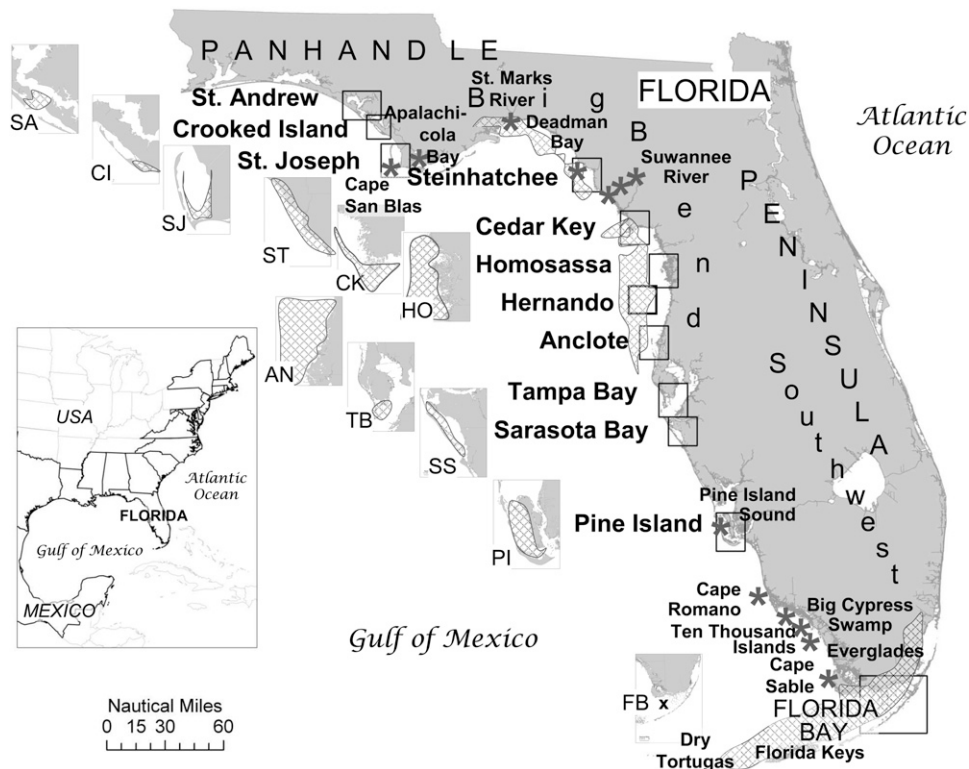 PANHANDLE
FLORIDA
Atlantic
Ocean
St. Marks
River
Big Bend
Deadman
Bay
St. Andrew
Crooked Island
St. Joseph
Apalachi-
cola
Bay
Cape
San Blas
Steinhatchee
Suwannee
River
PENINSULA
Cedar Key
Homosassa
Hernando
Anclote
Tampa Bay
Sarasota Bay
Southwest
Pine Island
Sound
Pine Island
Cape
Romano
Ten Thousand
Islands
Big Cypress
Swamp
Everglades
Cape
Sable
FLORIDA
BAY
Florida Keys
Dry
Tortugas
Gulf of Mexico
SA
CI
SJ
ST
CK
HO
AN
TB
SS
PI
FB x
USA
Atlantic
Ocean
FLORIDA
Gulf of Mexico
MEXICO
Nautical Miles
0 15 30 60